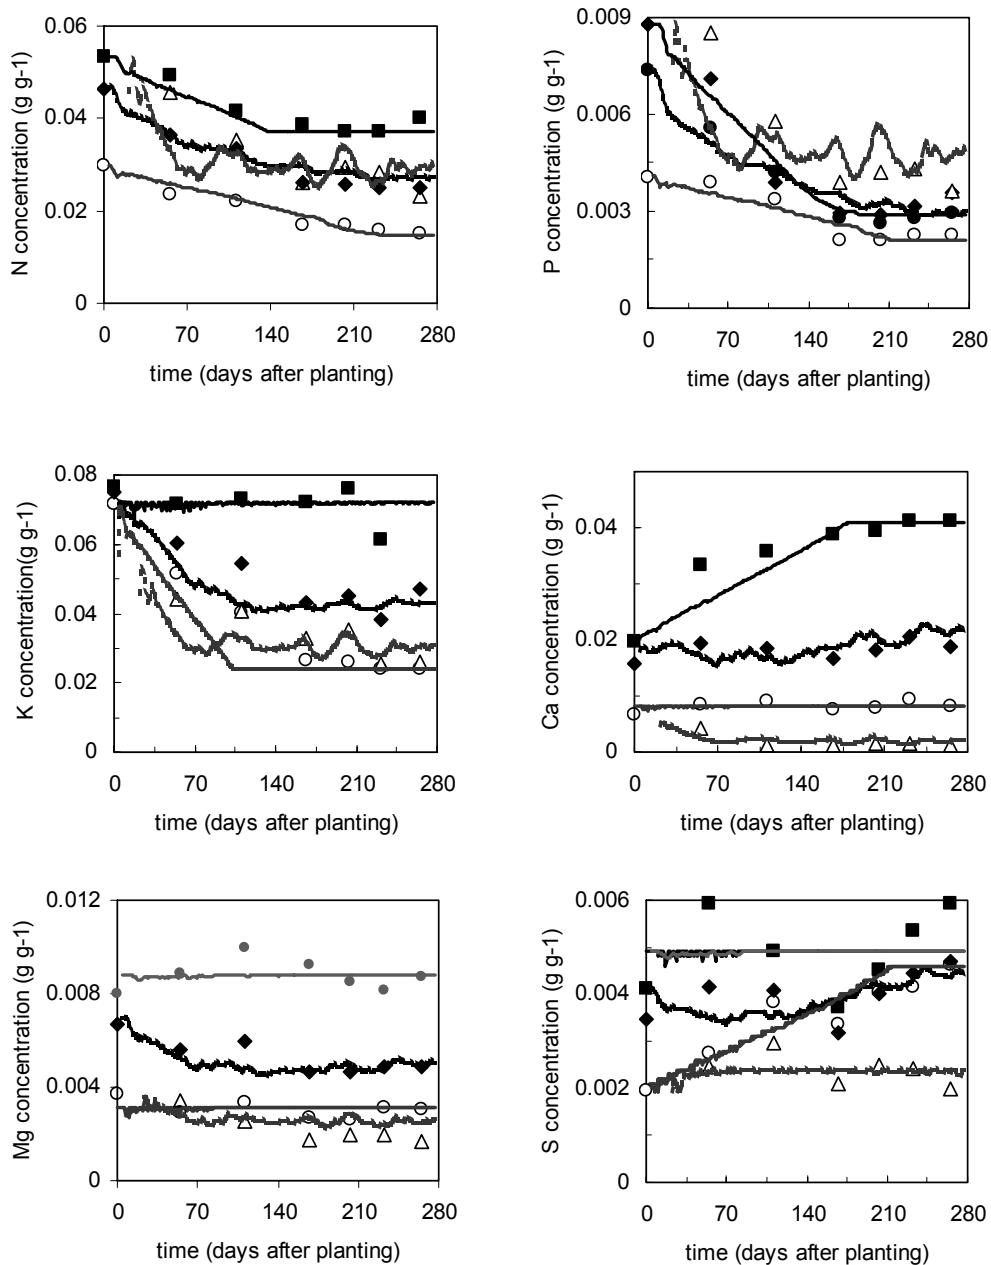 N concentration (g g-1)
0.06
0.04
0.02
0
0 70 140 210 280
time (days after planting)
P concentration (g g-1)
0.009
0.006
0.003
0
0 70 140 210 280
time (days after planting)
K concentration(g g-1)
0.08
0.06
0.04
0.02
0
0 70 140 210 280
time (days after planting)
Ca concentration (g g-1)
0.04
0.02
0
0 70 140 210 280
time (days after planting)
Mg concentration (g g-1)
0.012
0.008
0.004
0
0 70 140 210 280
time (days after planting)
S concentration (g g-1)
0.006
0.004
0.002
0
0 70 140 210 280
time (days after planting)